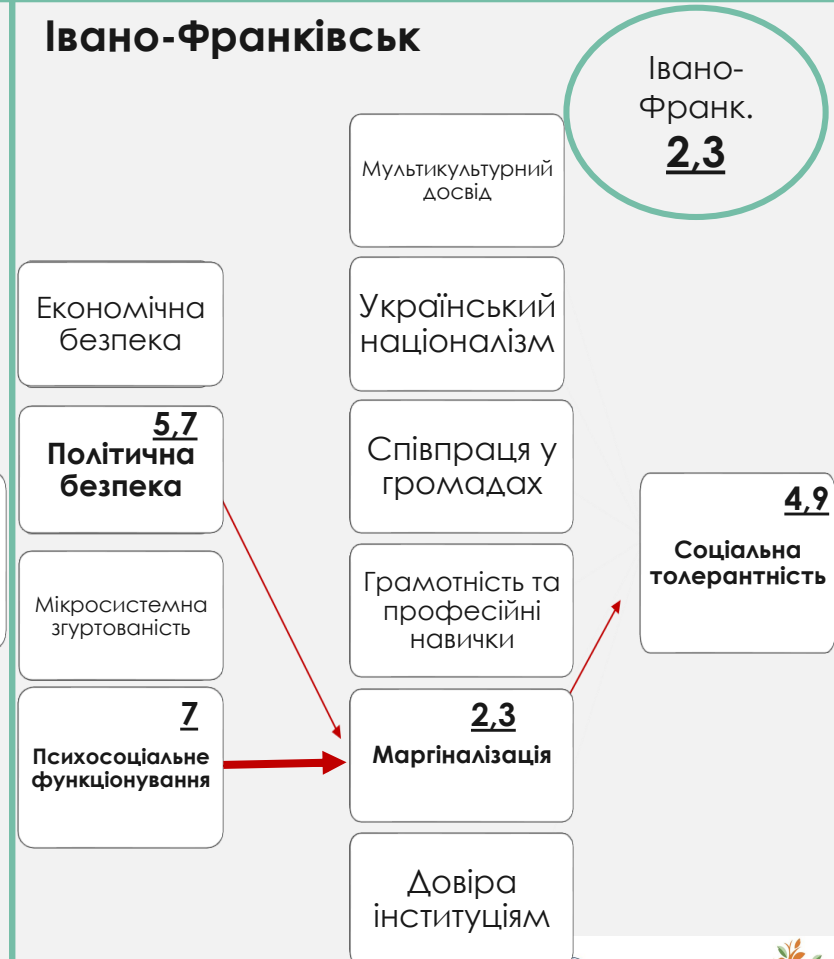 Івано-Франківськ
Івано-
Франк.
2,3
Мультикультурний
досвід
Економічна
безпека
Український
націоналізм
5,7
Політична
безпека
Співпраця у
громадах
4,9
Соціальна
толерантність
Мікросистемна
згуртованість
Грамотність та
професійні
навички
7
Психосоціальне
функціонування
2,3
Маргіналізація
Довіра
інституціям